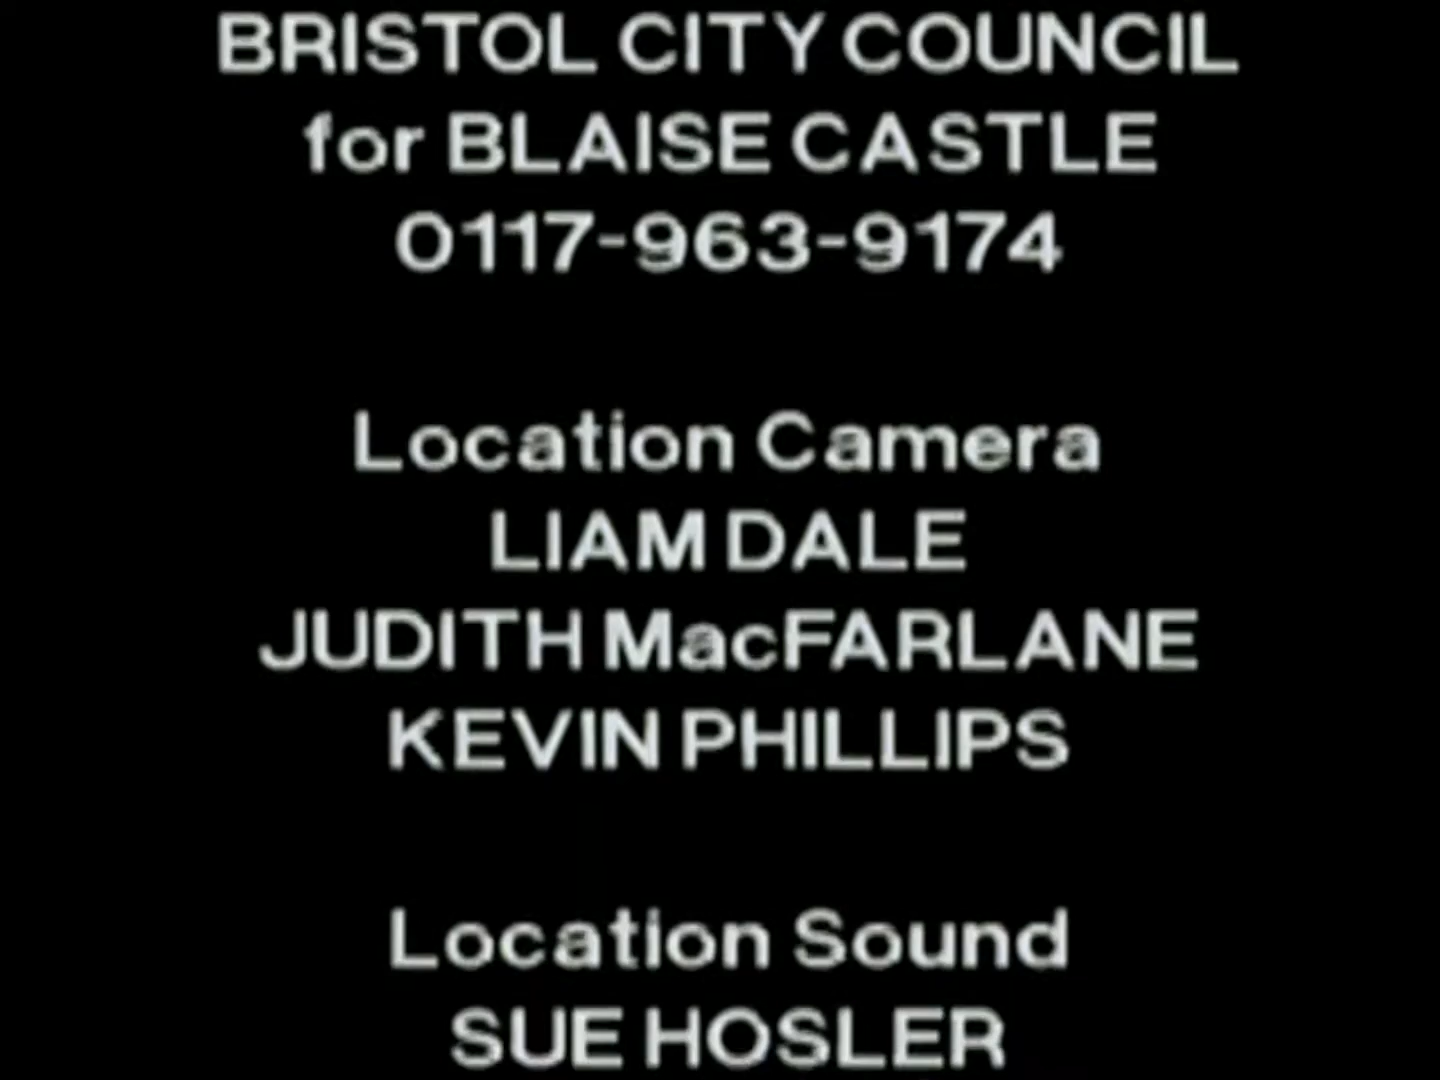 BRISTOL CITY COUNCIL
for BLAISE CASTLE
0117-963-9174
Location Camera
LIAM DALE
JUDITH MacFARLANE
KEVIN PHILLIPS
Location Sound
SUE HOSLER